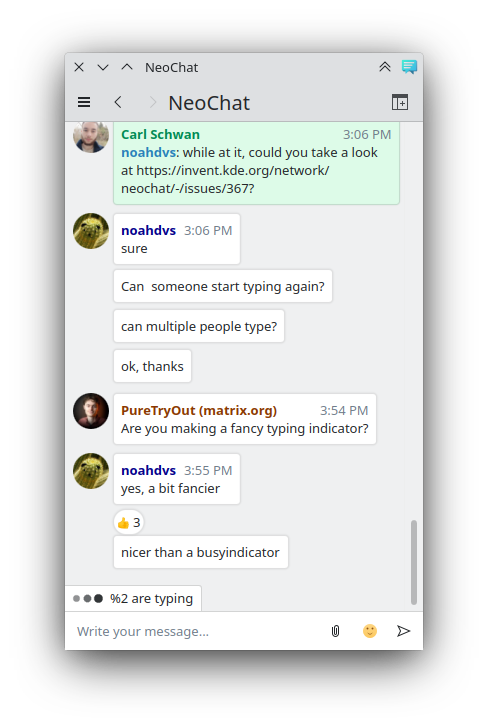 NeoChat
NeoChat
Carl Schwan 3:06 PM
noahdvs: while at it, could you take a look
at https://invent.kde.org/network/
neochat/-/issues/367?
noahdvs 3:06 PM
sure
Can  someone start typing again?
can multiple people type?
ok, thanks
PureTryOut (matrix.org) 3:54 PM
Are you making a fancy typing indicator?
noahdvs 3:55 PM
yes, a bit fancier
👍 3
nicer than a busyindicator
%2 are typing
Write your message...